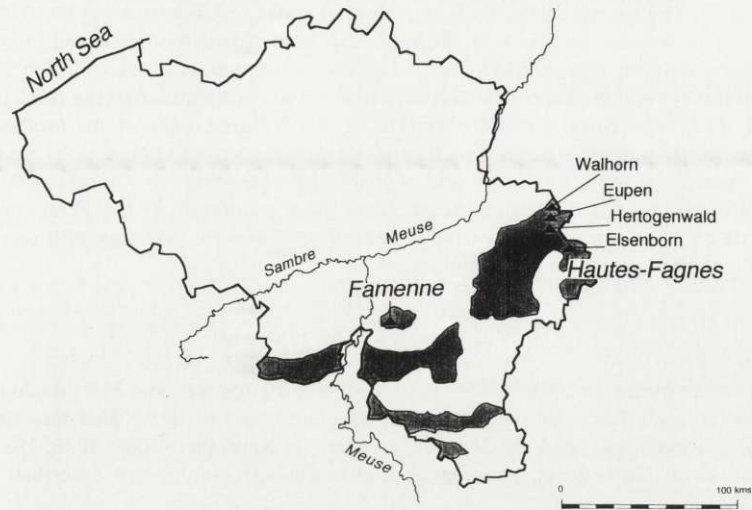 North Sea
Walhorn
Eupen
Hertogenwald
Elsenborn
Hautes-Fagnes
Meuse
Sambre
Famenne
Meuse
0
100 kms